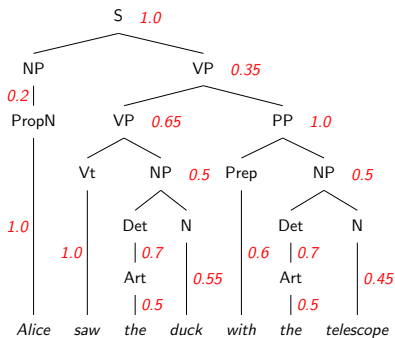 S 1.0
NP VP 0.35
0.2
PropN VP 0.65 PP 1.0
Vt NP 0.5 Prep NP 0.5
Det N Det N
1.0 1.0 0.7 0.6 0.7
Art 0.55 Art 0.45
0.5 0.5
Alice saw the duck with the telescope